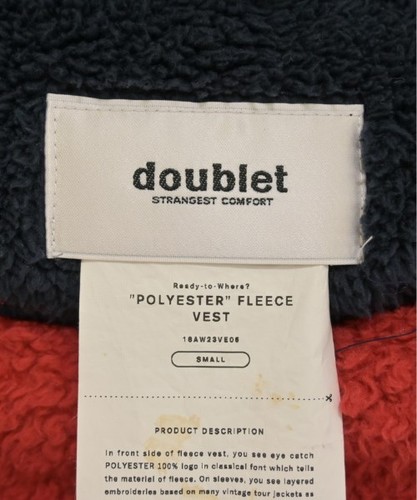 doublet
STRANGEST COMFORT
Ready-to-Where?
"POLYESTER" FLEECE
VEST
18AW23VE06
SMALL
PRODUCT DESCRIPTION
In front side of fleece vest, you see eye catch
POLYESTER 100% logo in classical font which tells
the material of fleece. On sleeves, you see layered
embroideries based on many vintage tour jackets as